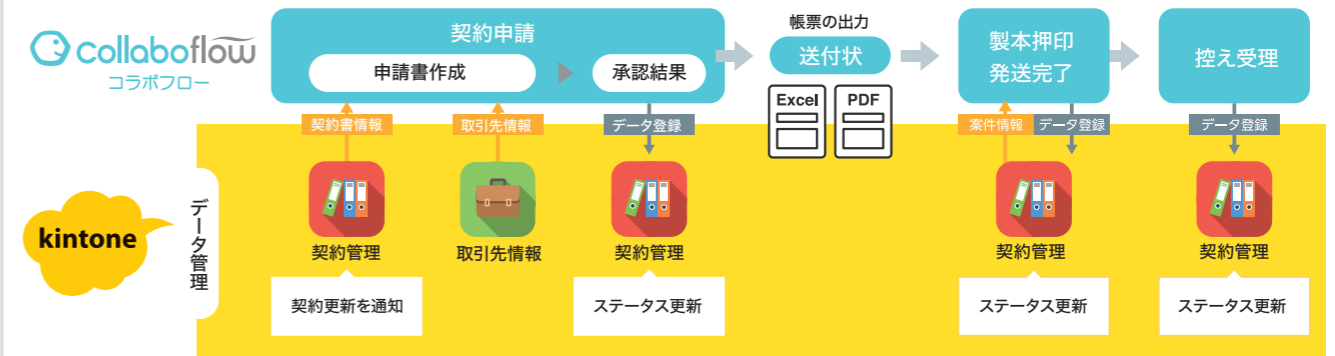 collaboflow
コラボフロー
契約申請
申請書作成
承認結果
帳票の出力
送付状
Excel
PDF
製本押印
発送完了
控え受理
契約書情報
取引先情報
データ登録
案件情報
データ登録
データ登録
kintone
データ管理
契約管理
取引先情報
契約管理
契約管理
契約管理
契約更新を通知
ステータス更新
ステータス更新
ステータス更新